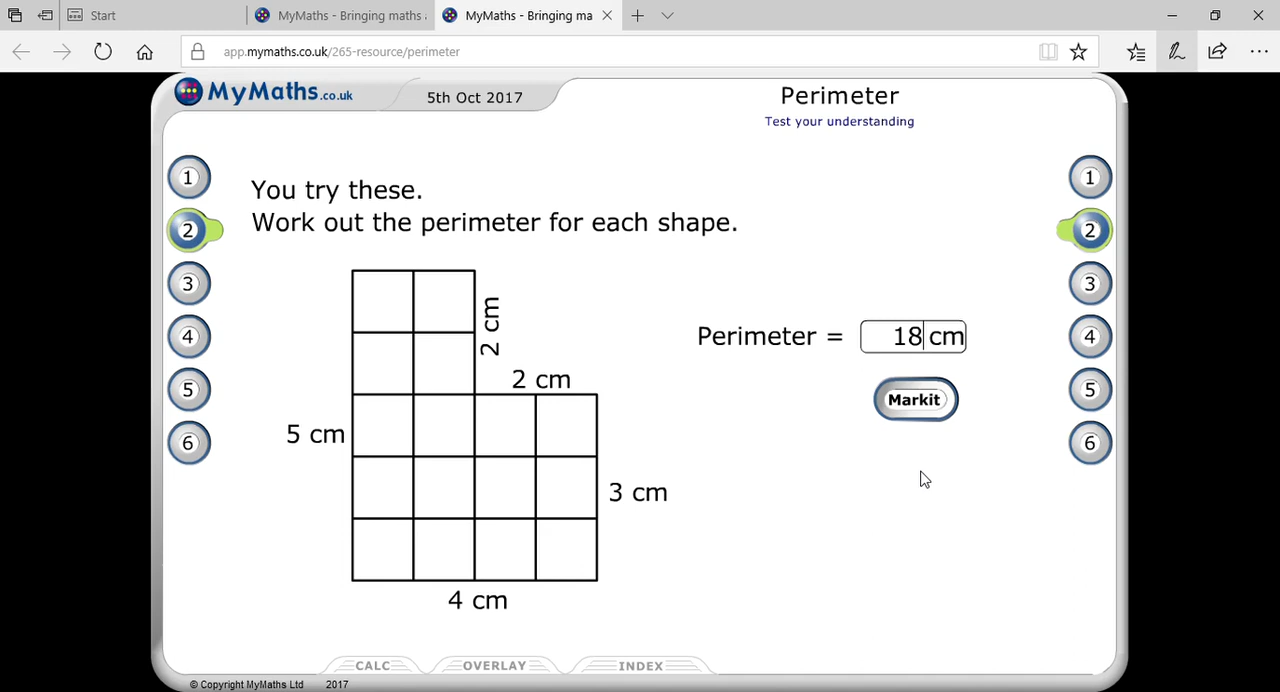 Start
MyMaths - Bringing maths
MyMaths - Bringing ma
app.mymaths.co.uk/265-resource/perimeter
MyMaths.co.uk
5th Oct 2017
Perimeter
Test your understanding
1
2
3
4
5
6
You try these.
Work out the perimeter for each shape.
2 cm
2 cm
5 cm
3 cm
4 cm
Perimeter = 18 cm
Markit
1
2
3
4
5
6
CALC
OVERLAY
INDEX
© Copyright MyMaths Ltd 2017